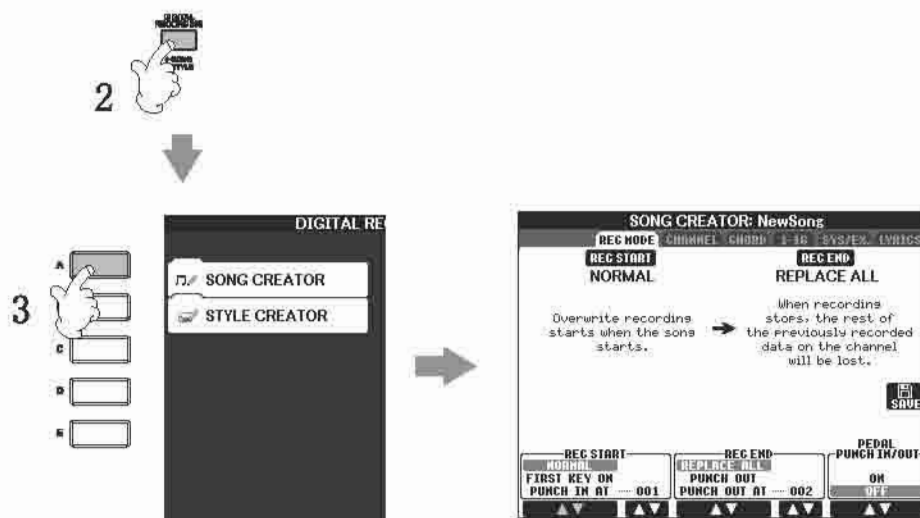 DIGITAL
RECORDING
2
3
A
C
D
E
DIGITAL RE
SONG CREATOR
STYLE CREATOR
SONG CREATOR: NewSong
REC MODE CHANNEL CHORD 1-16 SYS/EX. LYRICS
REC START
NORMAL
Overwrite recording
starts when the song
starts.
REC END
REPLACE ALL
When recording
stops, the rest of
the previously recorded
data on the channel
will be lost.
SAVE
REC START
NORMAL
FIRST KEY ON
PUNCH IN AT 001
REC END
REPLACE ALL
PUNCH OUT
PUNCH OUT AT 002
PEDAL
PUNCH IN/OUT
ON
OFF